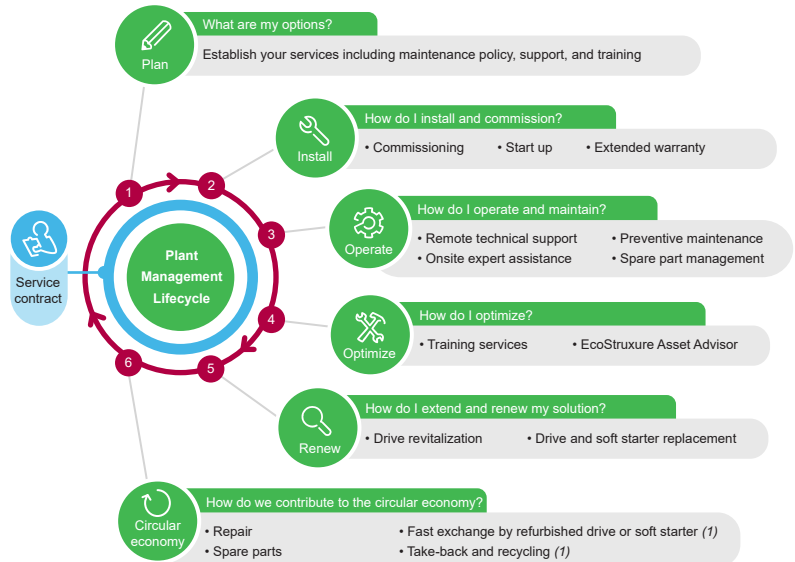 What are my options?
Plan
Establish your services including maintenance policy, support, and training
How do I install and commission?
Install
• Commissioning • Start up • Extended warranty
1
2
How do I operate and maintain?
3
Operate
• Remote technical support • Preventive maintenance
• Onsite expert assistance • Spare part management
Plant
Management
Lifecycle
Service
contract
How do I optimize?
4
Optimize
• Training services • EcoStruxure Asset Advisor
6
5
How do I extend and renew my solution?
Renew
• Drive revitalization • Drive and soft starter replacement
How do we contribute to the circular economy?
Circular
economy
• Repair • Fast exchange by refurbished drive or soft starter (1)
• Spare parts • Take-back and recycling (1)